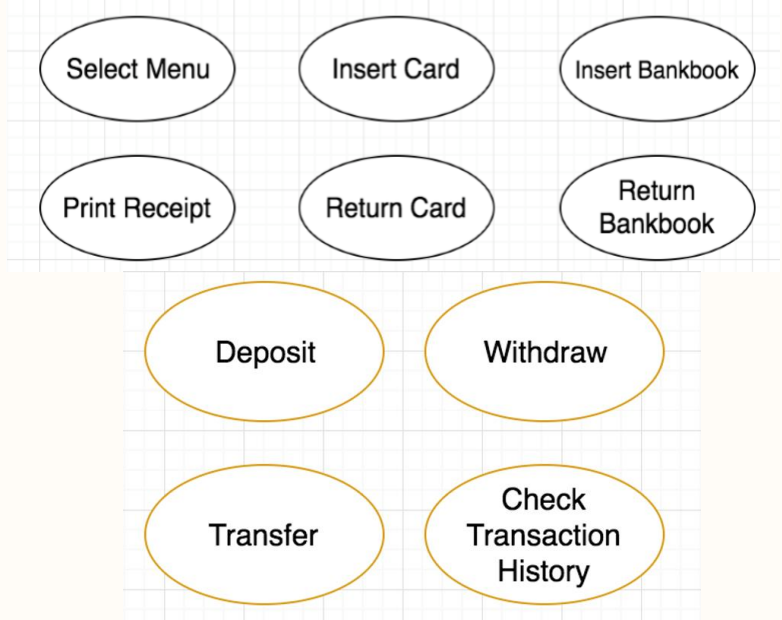 Select Menu
Insert Card
Insert Bankbook
Print Receipt
Return Card
Return
Bankbook
Deposit
Withdraw
Transfer
Check
Transaction
History